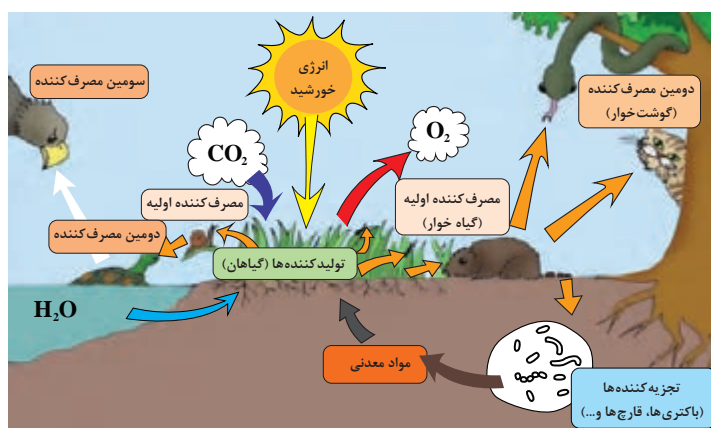 انرژی
خورشید
سومین مصرف‌کننده
دومین مصرف‌کننده
(گوشت‌خوار)
CO₂
O₂
مصرف‌کننده اولیه
مصرف‌کننده اولیه
(گیاه خوار)
دومین مصرف‌کننده
تولیدکننده‌ها (گیاهان)
H₂O
مواد معدنی
تجزیه‌کننده‌ها
(باکتری‌ها، قارچ‌ها و...)